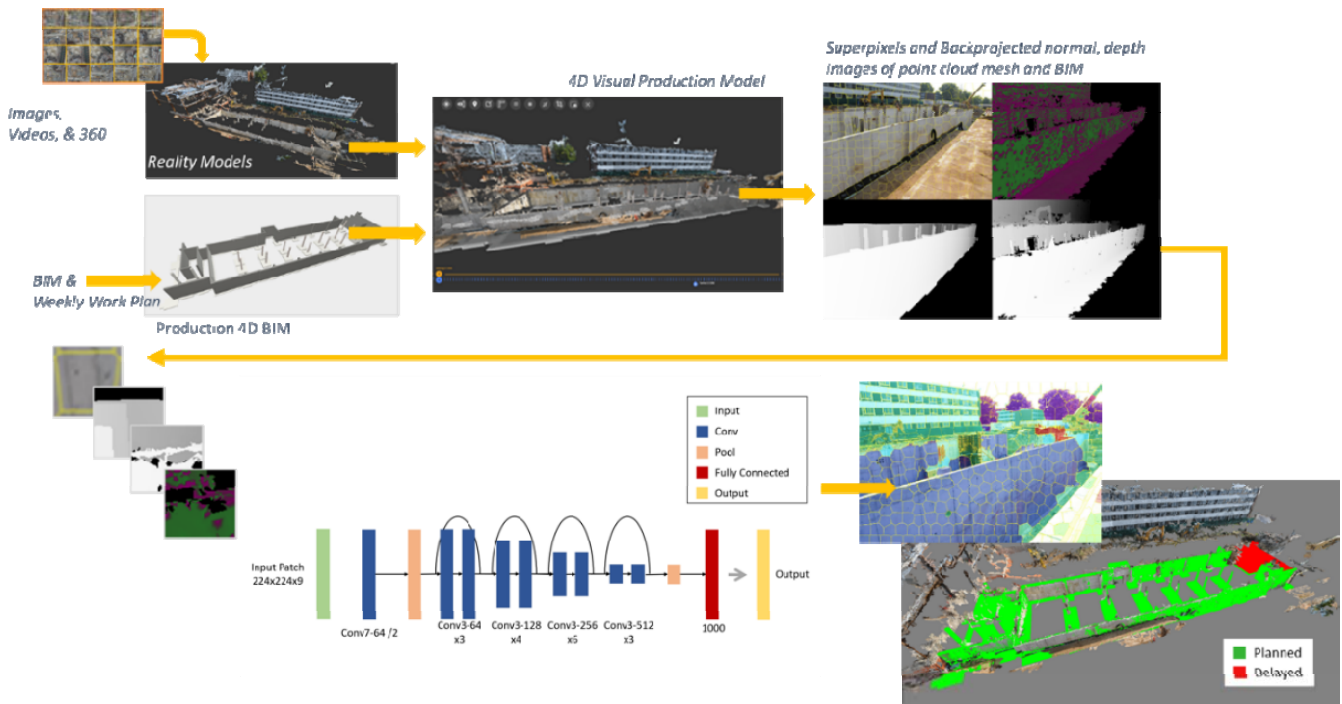 Images,
Videos, & 360
Reality Models
4D Visual Production Model
Superpixels and Backprojected normal, depth
images of point cloud mesh and BIM
BIM &
Weekly Work Plan
Production 4D BIM
Input
Conv
Pool
Fully Connected
Output
Input Patch
224x224x9
Conv7-64 /2
Conv3-64
x3
Conv3-128
x4
Conv3-256
x6
Conv3-512
x3
1000
Output
Planned
Delayed